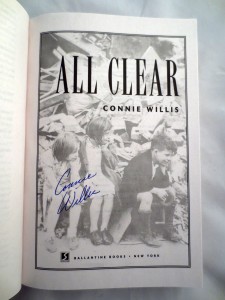 ALL CLEAR
CONNIE WILLIS
Connie
Willis
BALLANTINE BOOKS • NEW YORK